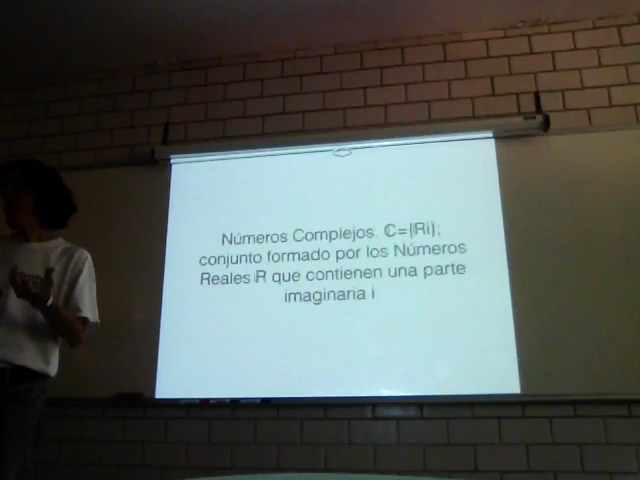 Números Complejos. ℂ={ℝi};
conjunto formado por los Números
Reales ℝ que contienen una parte
imaginaria i